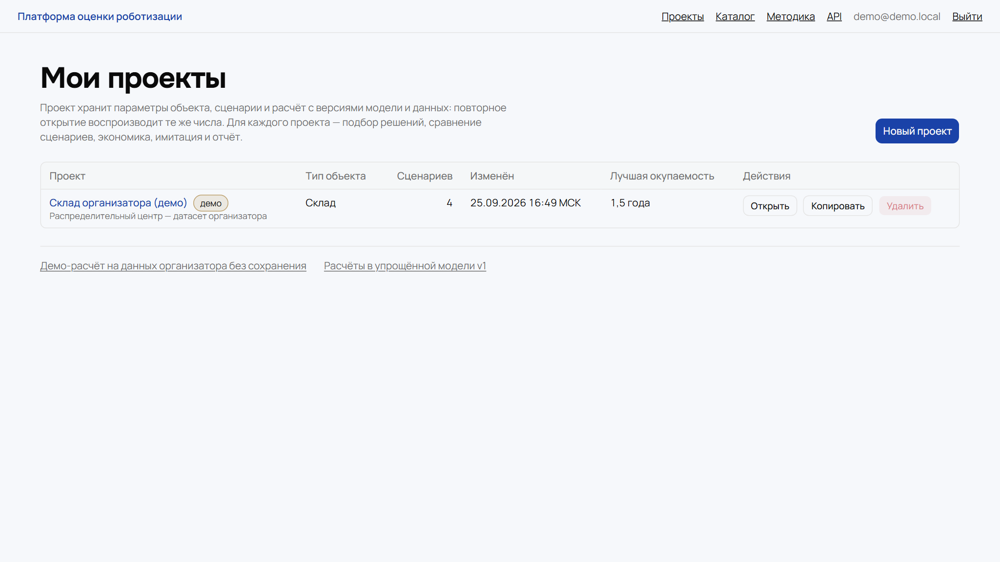 Платформа оценки роботизации
Проекты Каталог Методика API demo@demo.local Выйти
Мои проекты
Проект хранит параметры объекта, сценарии и расчёт с версиями модели и данных: повторное
открытие воспроизводит те же числа. Для каждого проекта — подбор решений, сравнение
сценариев, экономика, имитация и отчёт.
Новый проект
Проект Тип объекта Сценариев Изменён Лучшая окупаемость Действия
Склад организатора (демо) демо Склад 4 25.09.2026 16:49 МСК 1,5 года Открыть Копировать Удалить
Распределительный центр — датасет организатора
Демо-расчёт на данных организатора без сохранения Расчёты в упрощённой модели v1